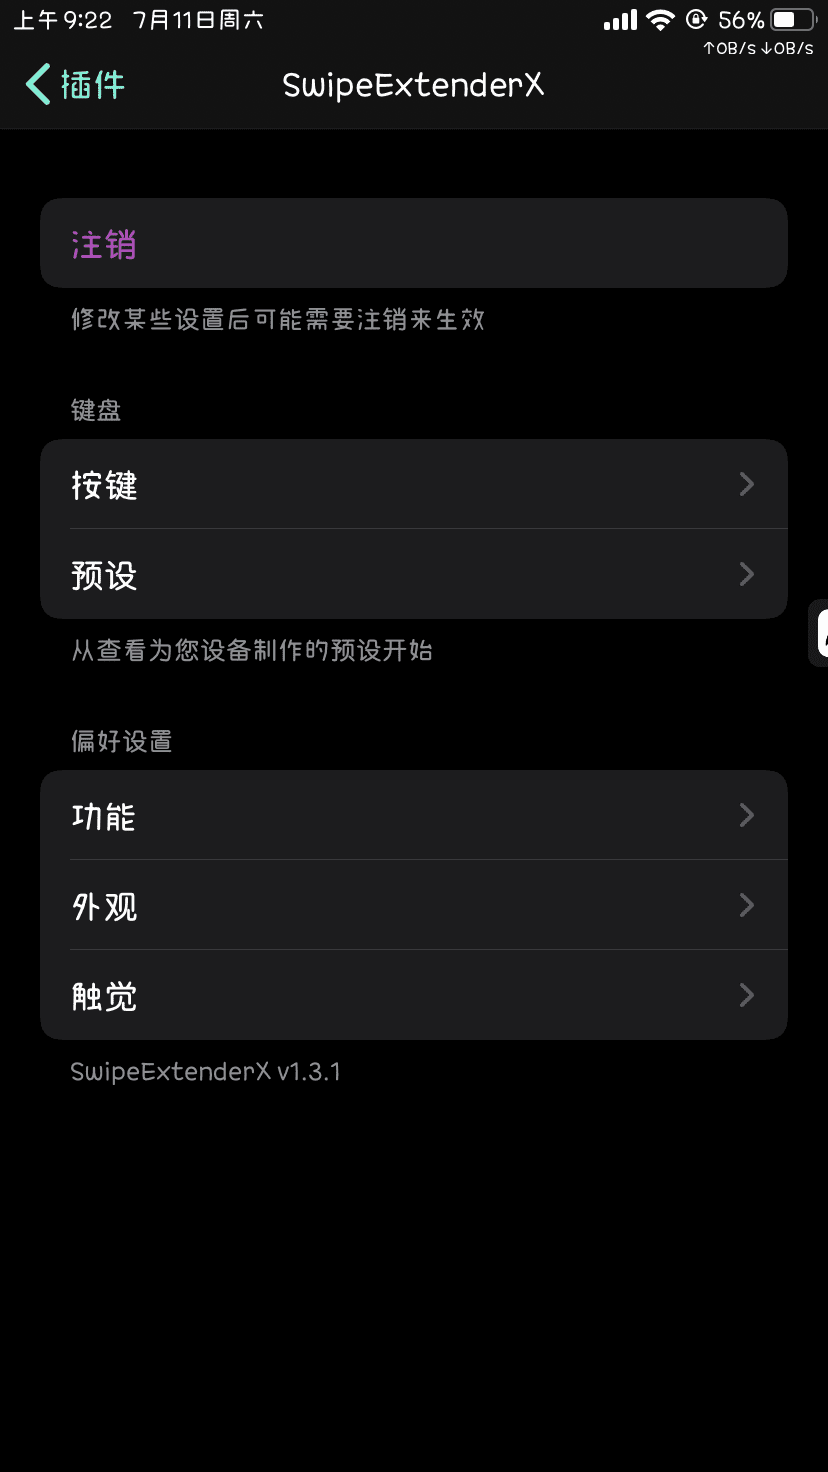 上午9:22 7月11日周六 56%
↑0B/s↓0B/s
插件 SwipeExtenderX
注销
修改某些设置后可能需要注销来生效
键盘
按键
预设
从查看为您设备制作的预设开始
偏好设置
功能
外观
触觉
SwipeExtenderX v1.3.1